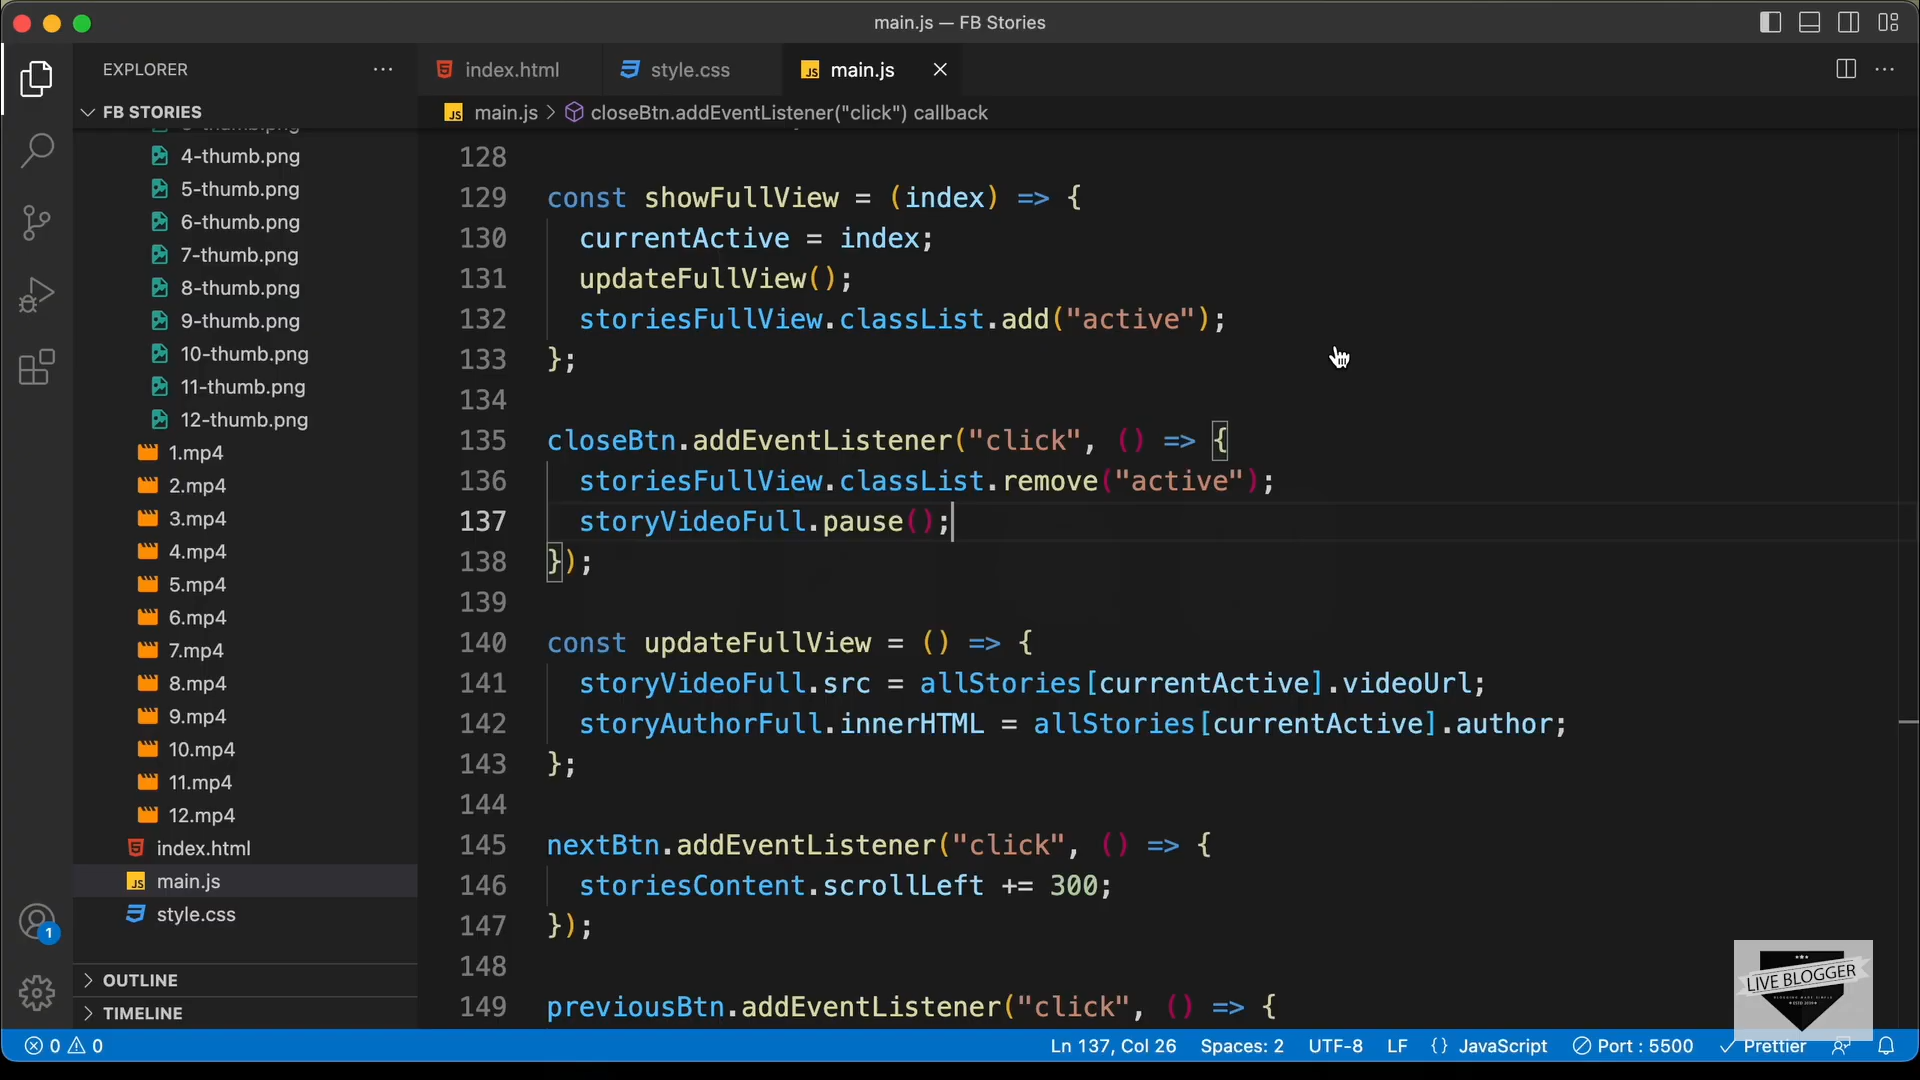 main.js — FB Stories
EXPLORER
index.html
style.css
main.js
FB STORIES
main.js > closeBtn.addEventListener("click") callback
4-thumb.png
5-thumb.png
6-thumb.png
7-thumb.png
8-thumb.png
9-thumb.png
10-thumb.png
11-thumb.png
12-thumb.png
1.mp4
2.mp4
3.mp4
4.mp4
5.mp4
6.mp4
7.mp4
8.mp4
9.mp4
10.mp4
11.mp4
12.mp4
index.html
main.js
style.css
OUTLINE
TIMELINE
1
128
129 const showFullView = (index) => {
130 currentActive = index;
131 updateFullView();
132 storiesFullView.classList.add("active");
133 };
134
135 closeBtn.addEventListener("click", () => {
136 storiesFullView.classList.remove("active");
137 storyVideoFull.pause();
138 });
139
140 const updateFullView = () => {
141 storyVideoFull.src = allStories[currentActive].videoUrl;
142 storyAuthorFull.innerHTML = allStories[currentActive].author;
143 };
144
145 nextBtn.addEventListener("click", () => {
146 storiesContent.scrollLeft += 300;
147 });
148
149 previousBtn.addEventListener("click", () => {
LIVE BLOGGER
0 0
Ln 137, Col 26 Spaces: 2 UTF-8 LF {} JavaScript Port : 5500 Prettier